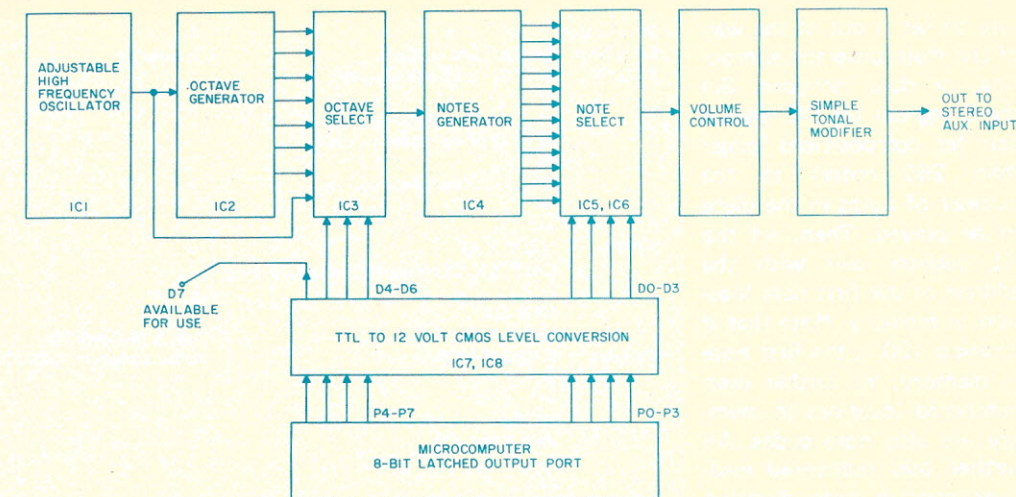 ADJUSTABLE
HIGH
FREQUENCY
OSCILLATOR
IC1
OCTAVE
GENERATOR
IC2
OCTAVE
SELECT
IC3
NOTES
GENERATOR
IC4
NOTE
SELECT
IC5, IC6
VOLUME
CONTROL
SIMPLE
TONAL
MODIFIER
OUT TO
STEREO
AUX. INPUT
D7
AVAILABLE
FOR USE
D4-D6
D0-D3
TTL TO 12 VOLT CMOS LEVEL CONVERSION
IC7, IC8
P4-P7
P0-P3
MICROCOMPUTER
8-BIT LATCHED OUTPUT PORT